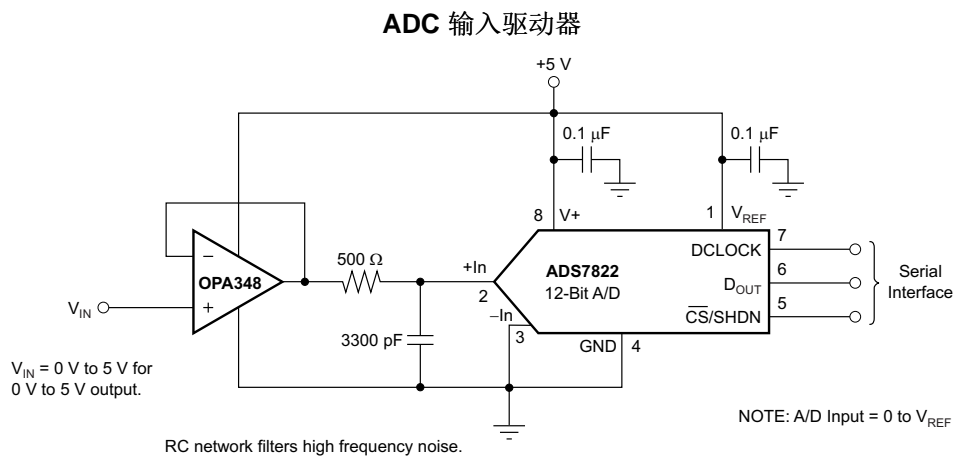 ADC 输入驱动器
+5 V
0.1 μF
0.1 μF
8 V+
1 V_REF
7
DCLOCK
500 Ω
+In
ADS7822
6
OPA348
D_OUT
Serial
Interface
2
12-Bit A/D
V_IN
−
+
−In
5
C̅S̅/SHDN
3300 pF
3
GND 4
V_IN = 0 V to 5 V for
0 V to 5 V output.
NOTE: A/D Input = 0 to V_REF
RC network filters high frequency noise.